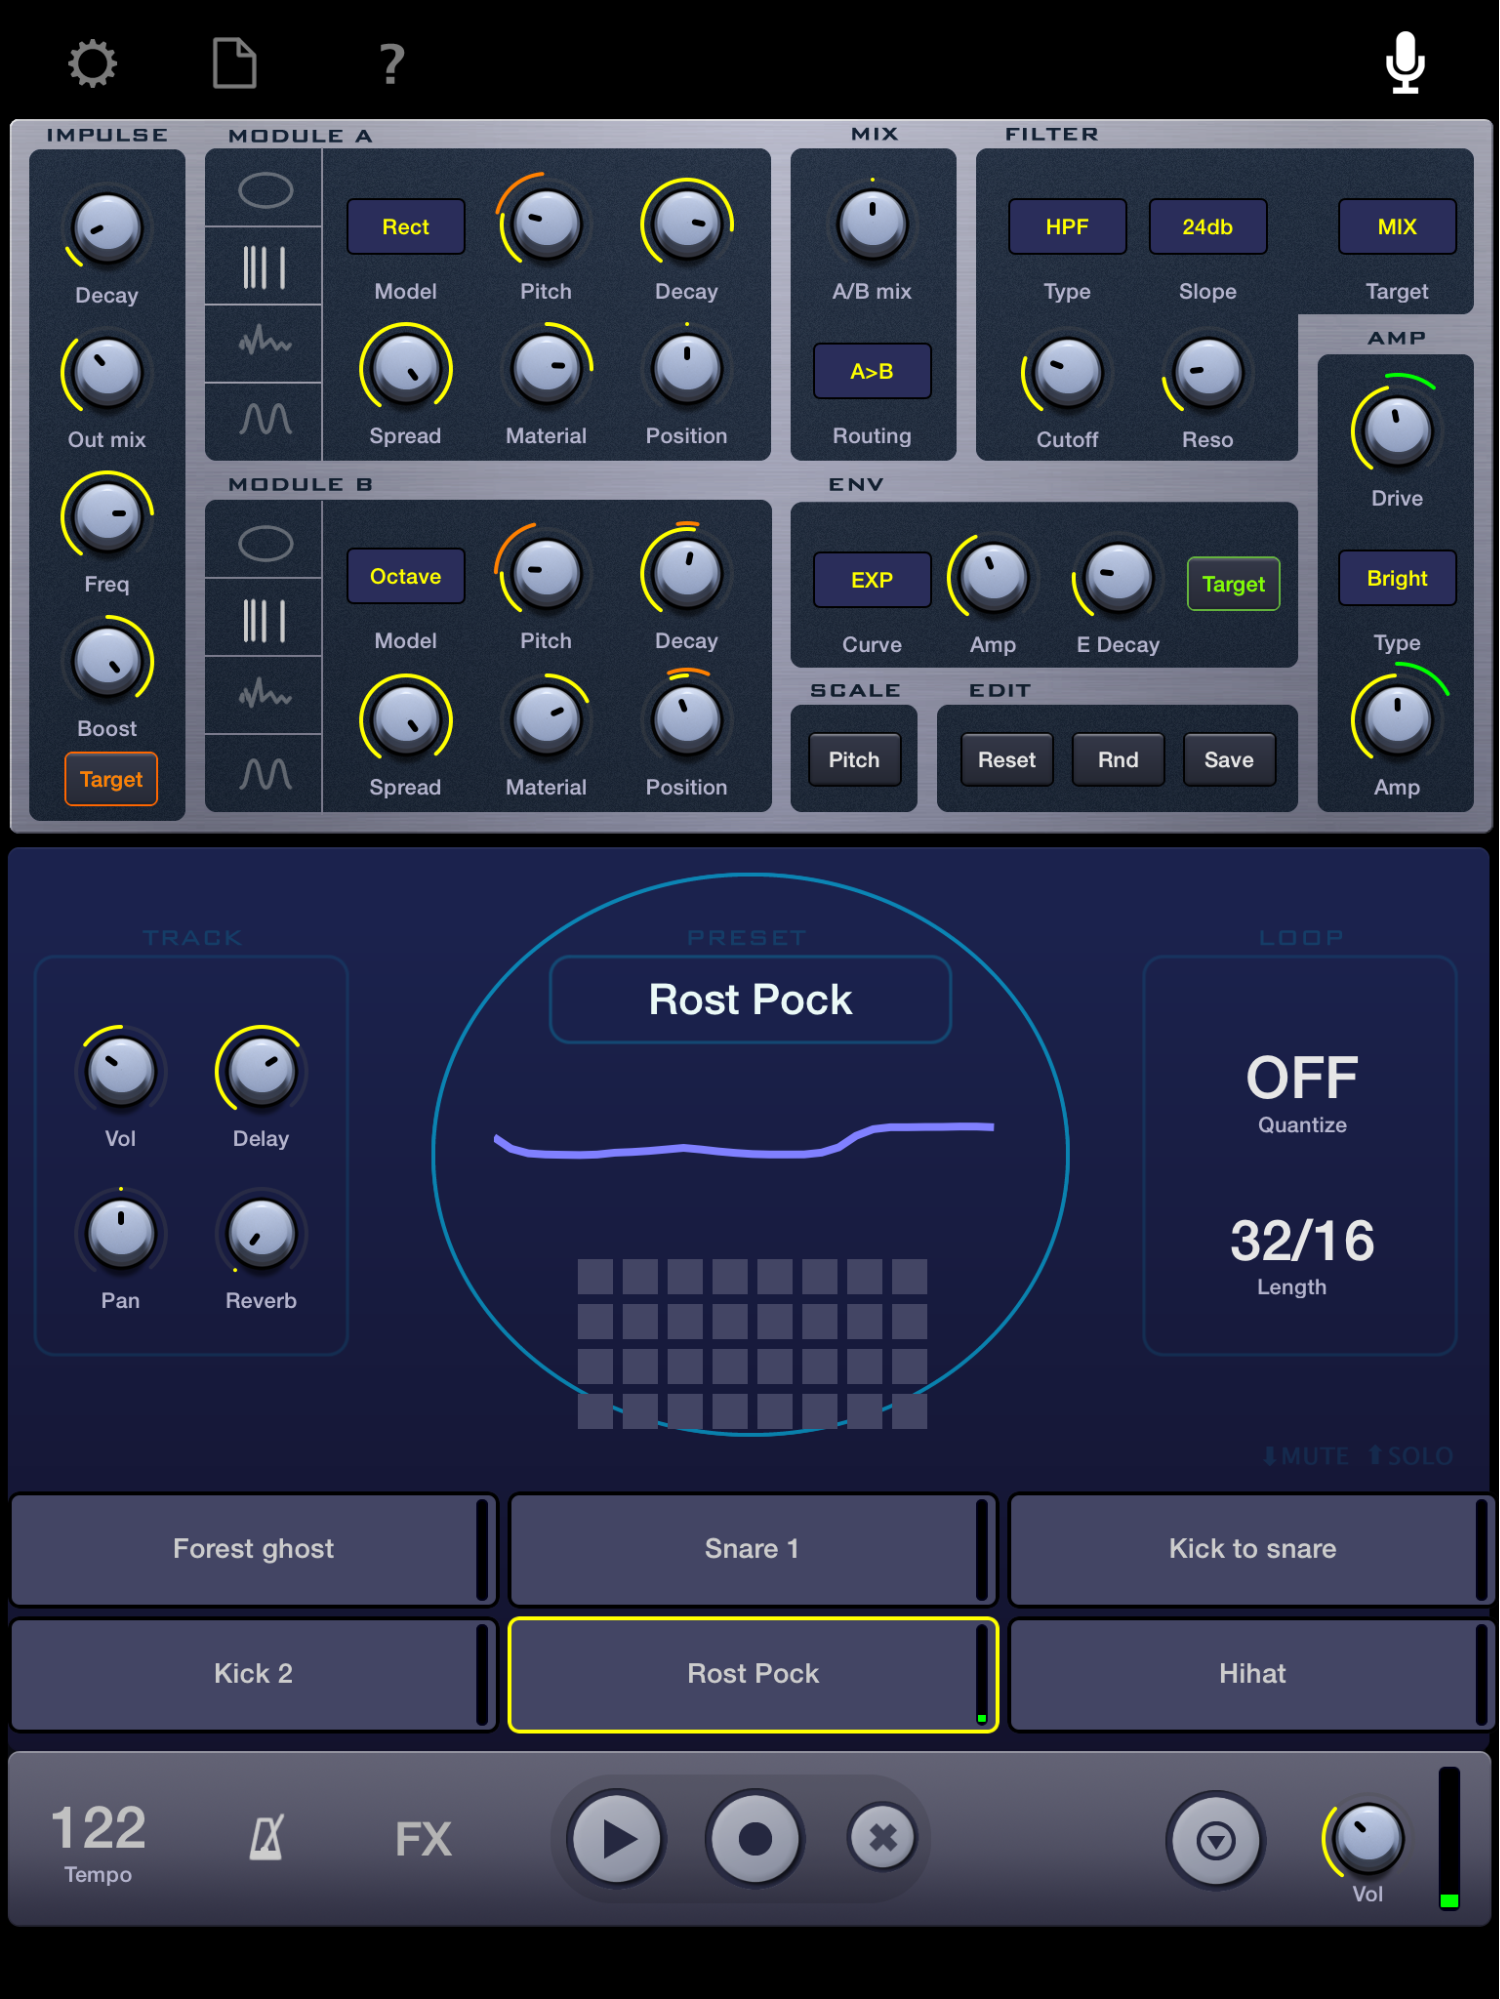 ?
IMPULSE
MODULE A
MIX
FILTER
Rect
HPF
24db
MIX
Decay
Model
Pitch
Decay
A/B mix
Type
Slope
Target
AMP
A>B
Out mix
Spread
Material
Position
Routing
Cutoff
Reso
MODULE B
ENV
Drive
Octave
EXP
Target
Bright
Freq
Model
Pitch
Decay
Curve
Amp
E Decay
Type
SCALE
EDIT
Boost
Pitch
Reset
Rnd
Save
Target
Spread
Material
Position
Amp
TRACK
PRESET
LOOP
Rost Pock
OFF
Quantize
Vol
Delay
32/16
Length
Pan
Reverb
⬇MUTE ⬆SOLO
Forest ghost
Snare 1
Kick to snare
Kick 2
Rost Pock
Hihat
122
Tempo
FX
Vol